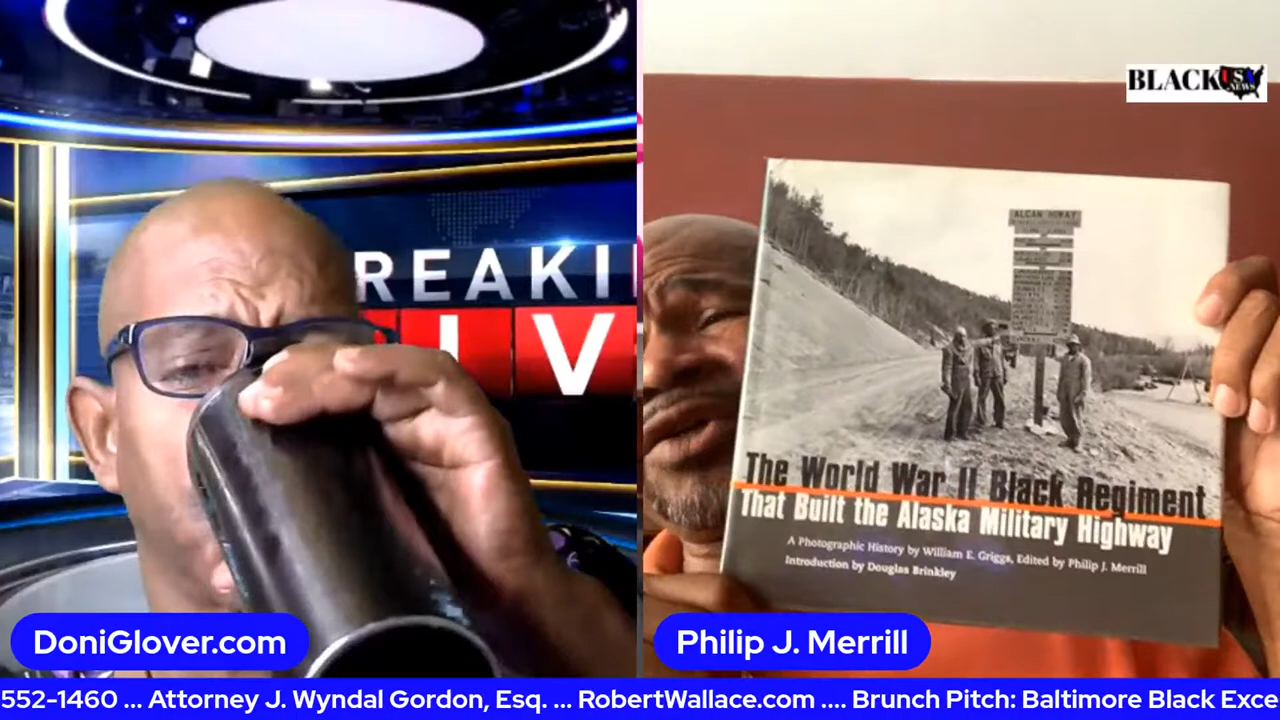 REAKI
LIV
DoniGlover.com
BLACK USA
NEWS
ALCAN HIWAY
The World War II Black Regiment
That Built the Alaska Military Highway
A Photographic History by William E. Griggs, Edited by Philip J. Merrill
Introduction by Douglas Brinkley
Philip J. Merrill
552-1460 ... Attorney J. Wyndal Gordon, Esq. ... RobertWallace.com .... Brunch Pitch: Baltimore Black Exce